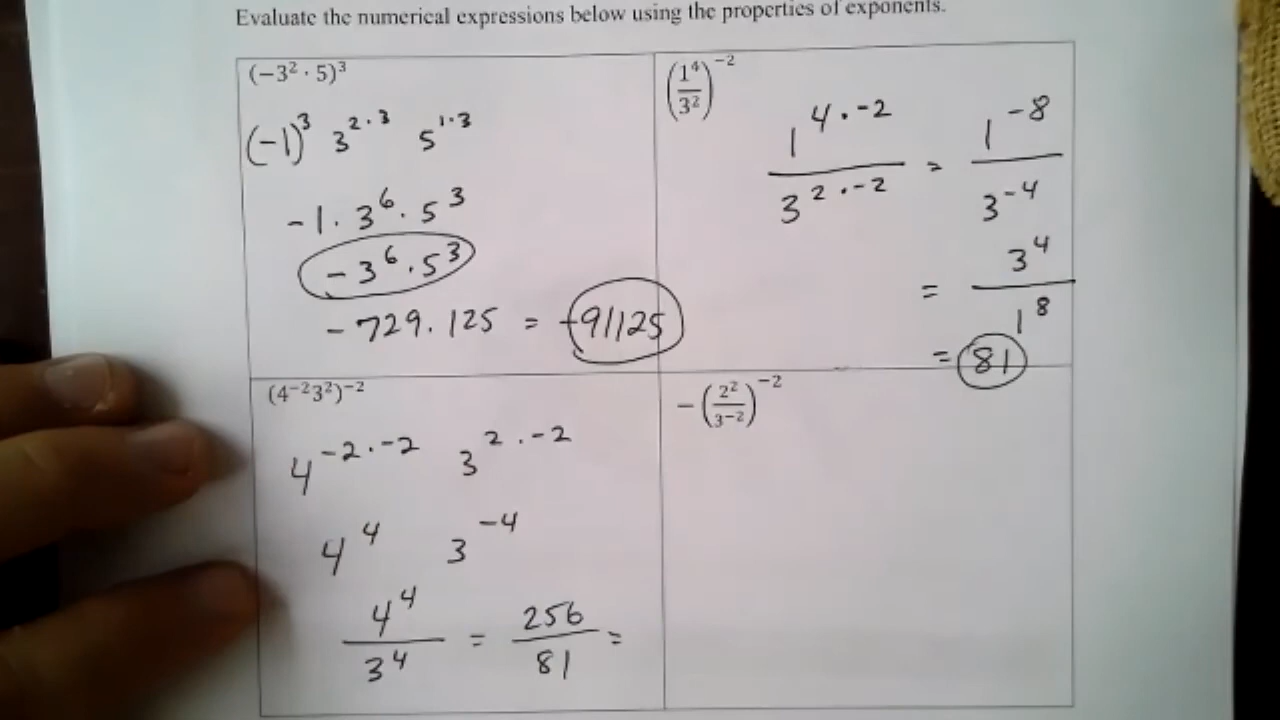 Evaluate the numerical expressions below using the properties of exponents.
(−3² · 5)³
(-1)³ 3^(2·3) 5^(1·3)
-1 · 3⁶ · 5³
-3⁶ · 5³
-729 · 125 = -91125
(1⁴/3²)⁻²
1^(4·-2)/3^(2·-2) = 1⁻⁸/3⁻⁴
= 3⁴/1⁸
= 81
(4⁻²3²)⁻²
4^(-2·-2) 3^(2·-2)
4⁴ 3⁻⁴
4⁴/3⁴ = 256/81 =
−(2²/3⁻²)⁻²